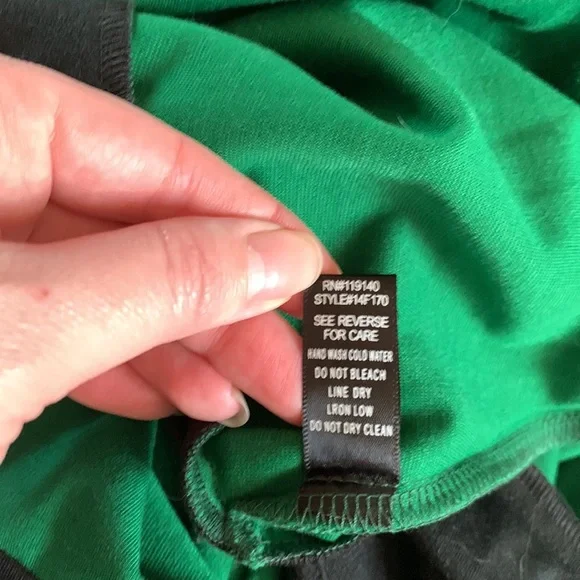 RN#119140
STYLE#14F170
SEE REVERSE
FOR CARE
HAND WASH COLD WATER
DO NOT BLEACH
LINE DRY
LRON LOW
DO NOT DRY CLEAN